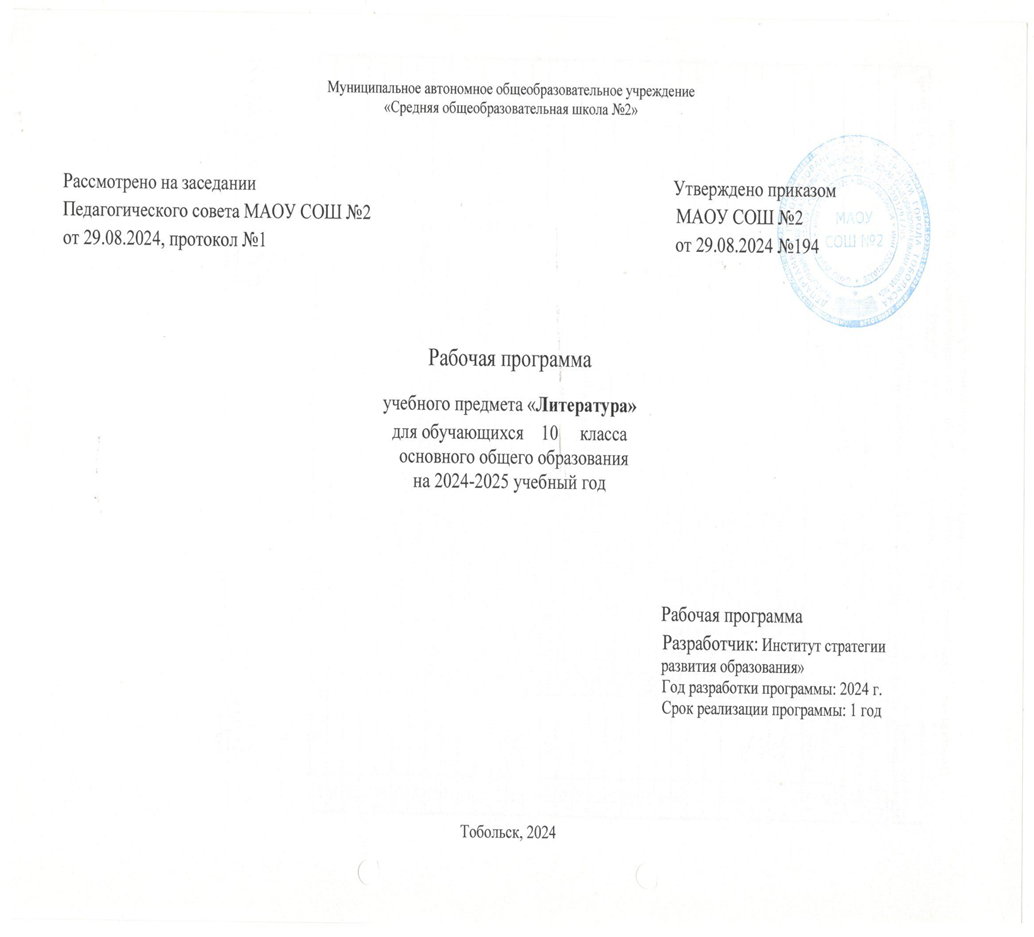 Муниципальное автономное общеобразовательное учреждение
«Средняя общеобразовательная школа №2»
Рассмотрено на заседании
Педагогического совета МАОУ СОШ №2
от 29.08.2024, протокол №1
Утверждено приказом
МАОУ СОШ №2
от 29.08.2024 №194
МАОУ
СОШ №2
Рабочая программа
учебного предмета «Литература»
для обучающихся 10 класса
основного общего образования
на 2024-2025 учебный год
Рабочая программа
Разработчик: Институт стратегии
развития образования»
Год разработки программы: 2024 г.
Срок реализации программы: 1 год
Тобольск, 2024